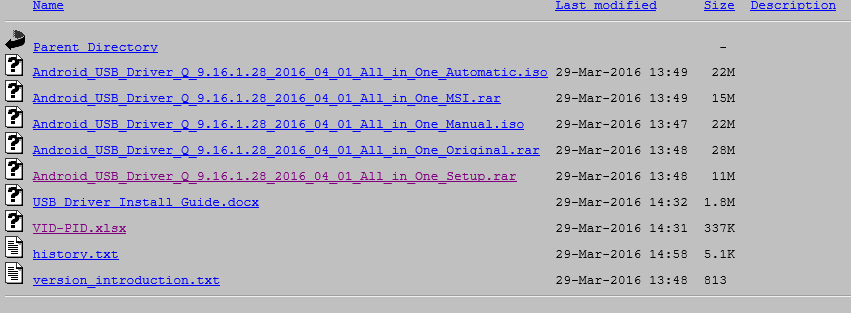 Name Last modified Size Description
Parent Directory -
Android_USB_Driver_Q_9.16.1.28_2016_04_01_All_in_One_Automatic.iso 29-Mar-2016 13:49 22M
Android_USB_Driver_Q_9.16.1.28_2016_04_01_All_in_One_MSI.rar 29-Mar-2016 13:49 15M
Android_USB_Driver_Q_9.16.1.28_2016_04_01_All_in_One_Manual.iso 29-Mar-2016 13:47 22M
Android_USB_Driver_Q_9.16.1.28_2016_04_01_All_in_One_Original.rar 29-Mar-2016 13:48 28M
Android_USB_Driver_Q_9.16.1.28_2016_04_01_All_in_One_Setup.rar 29-Mar-2016 13:48 11M
USB Driver Install Guide.docx 29-Mar-2016 14:32 1.8M
VID-PID.xlsx 29-Mar-2016 14:31 337K
history.txt 29-Mar-2016 14:58 5.1K
version_introduction.txt 29-Mar-2016 13:48 813